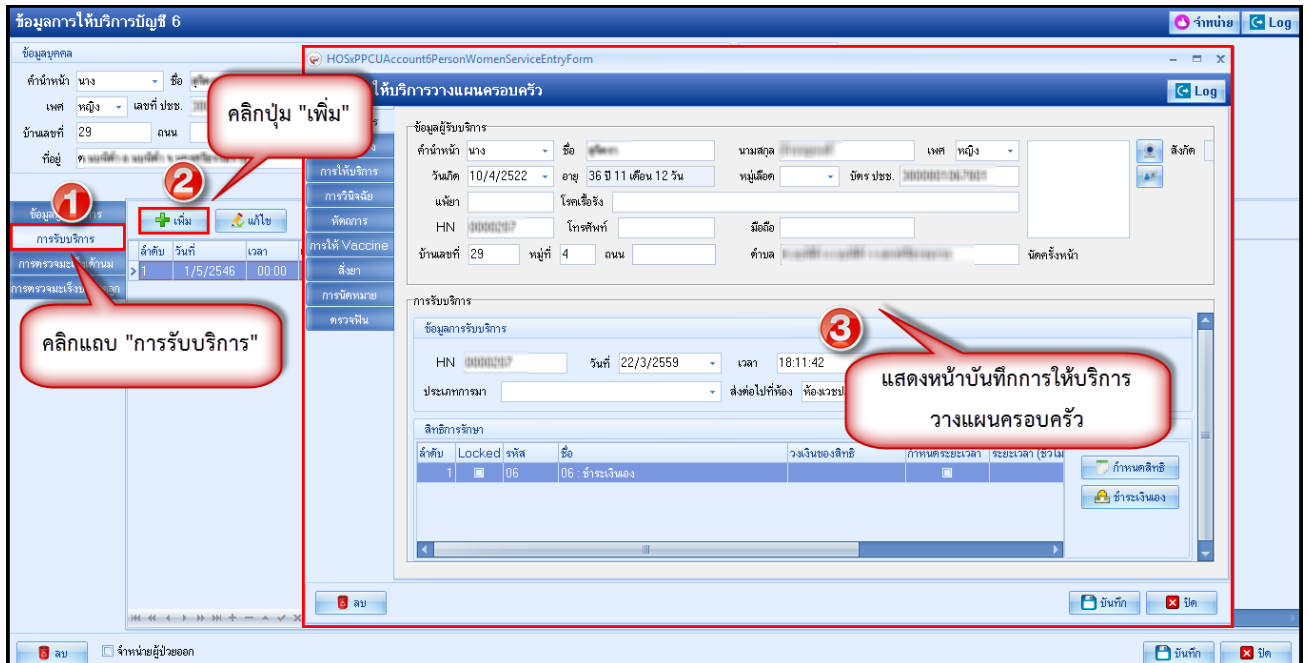 ข้อมูลการให้บริการบัญชี 6
จำหน่าย Log
ข้อมูลบุคคล
คำนำหน้า นาง ชื่อ
เพศ หญิง เลขที่ ปชช.
บ้านเลขที่ 29 ถนน
ที่อยู่
คลิกปุ่ม "เพิ่ม"
1
2
การรับบริการ
เพิ่ม แก้ไข
ลำดับ วันที่ เวลา
1 1/5/2546 00:00
คลิกแถบ "การรับบริการ"
HOSxPPCUAccount6PersonWomenServiceEntryForm
ให้บริการวางแผนครอบครัว
Log
การให้บริการ
การวินิจฉัย
หัตถการ
การให้ Vaccine
สั่งยา
การนัดหมาย
ตรวจฟัน
ข้อมูลผู้รับบริการ
คำนำหน้า นาง ชื่อ นามสกุล เพศ หญิง สังกัด
วันเกิด 10/4/2522 อายุ 36 ปี 11 เดือน 12 วัน หมู่เลือด บัตร ปชช.
แพ้ยา โรคเรื้อรัง
HN โทรศัพท์ มือถือ
บ้านเลขที่ 29 หมู่ที่ 4 ถนน ตำบล นัดครั้งหน้า
การรับบริการ
ข้อมูลการรับบริการ
HN วันที่ 22/3/2559 เวลา 18:11:42
ประเภทการมา ส่งต่อไปที่ห้อง
3
แสดงหน้าบันทึกการให้บริการ
วางแผนครอบครัว
สิทธิการรักษา
ลำดับ Locked รหัส ชื่อ วงเงินของสิทธิ กำหนดระยะเวลา ระยะเวลา
1 06 06 : ชำระเงินเอง
กำหนดสิทธิ
ชำระเงินเอง
ลบ บันทึก ปิด
ลบ จำหน่ายผู้ป่วยออก บันทึก ปิด